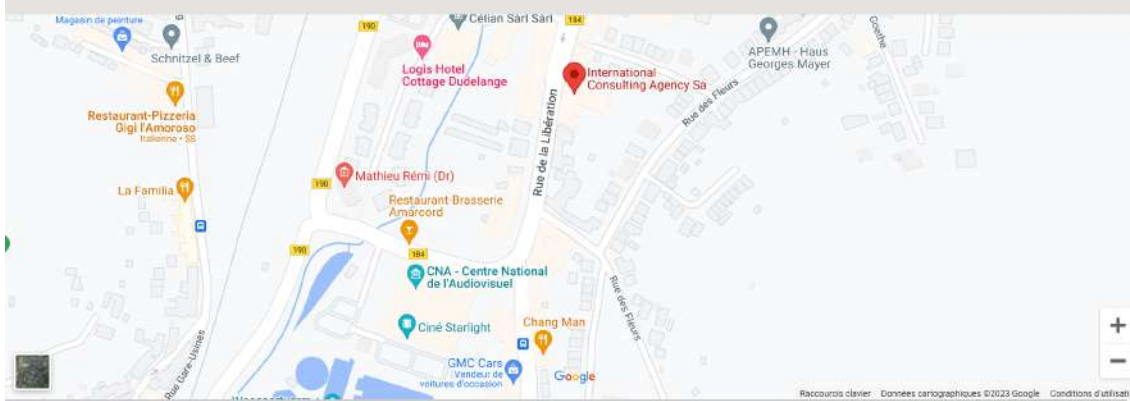 Magasin de peinture
Schnitzel & Beef
190
Célian Sàrl Sàrl
184
Logis Hotel
Cottage Dudelange
International
Consulting Agency Sa
APEMH - Haus
Georges Mayer
Goethe
Rue des Fleurs
Restaurant-Pizzeria
Gigi l'Amoroso
Italienne • $$
Rue de la Libération
Mathieu Rémi (Dr)
190
La Familia
Restaurant-Brasserie
Amarcord
190
184
CNA - Centre National
de l'Audiovisuel
Rue des Fleurs
Ciné Starlight
Chang Man
Rue Gare-Usines
GMC Cars
Vendeur de
voitures d'occasion
Google
+
−
Raccourcis clavier Données cartographiques ©2023 Google Conditions d'utilisati